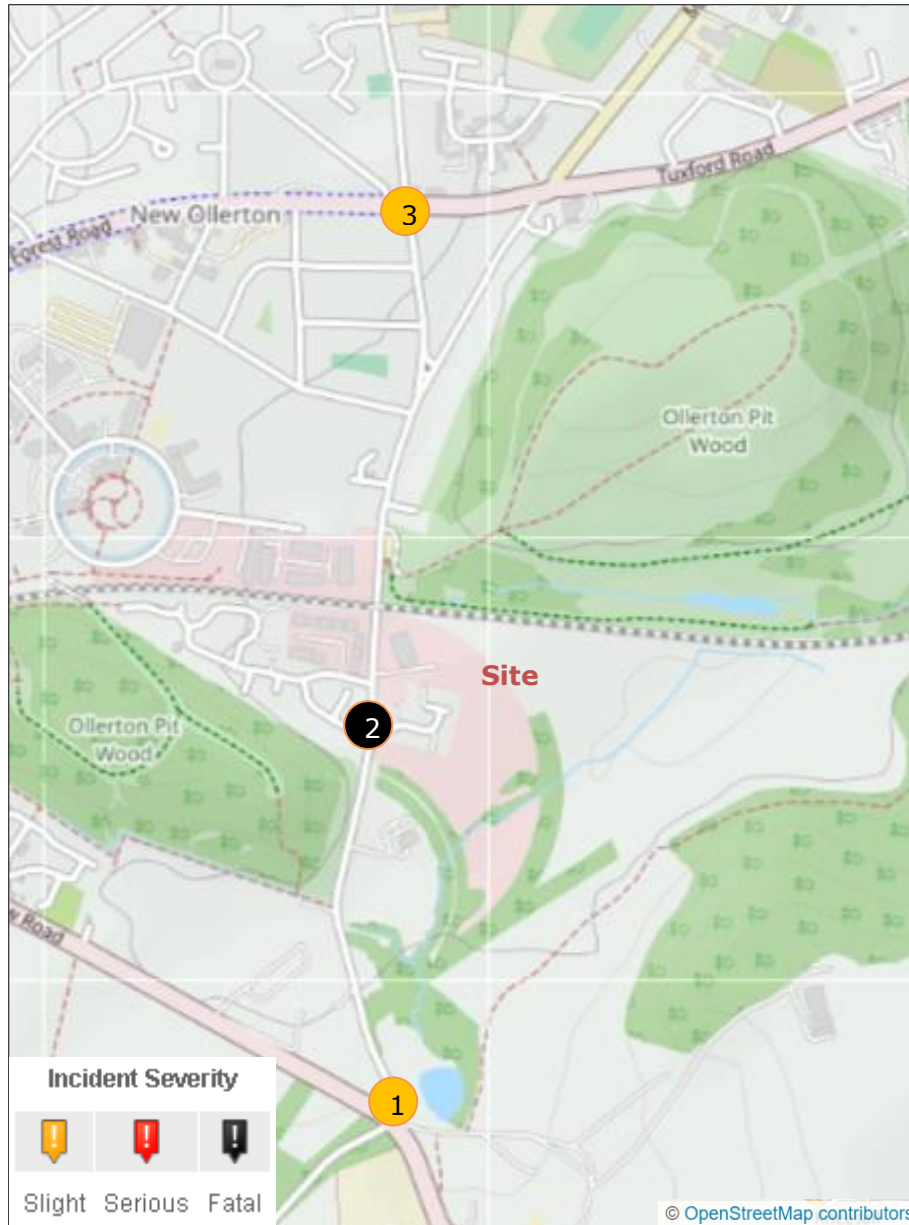 Tuxford Road
3
New Ollerton
Forest Road
Ollerton Pit
Wood
Site
2
Ollerton Pit
Wood
Road
1
Incident Severity
Slight Serious Fatal
© OpenStreetMap contributors